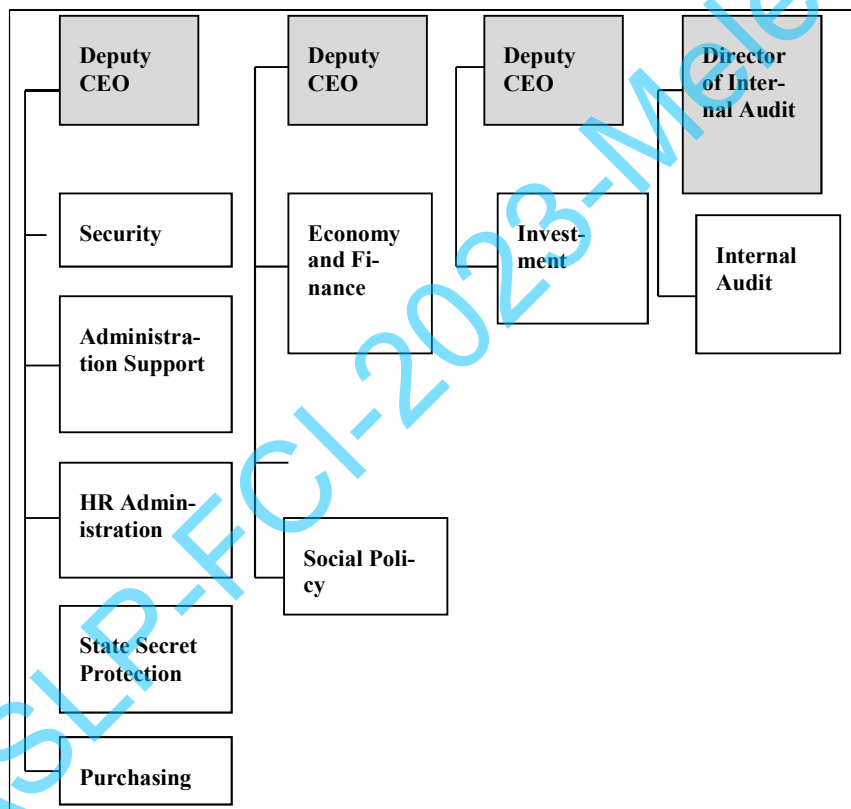 Deputy
CEO
Deputy
CEO
Deputy
CEO
Director
of Inter-
nal Audit
Security
Economy
and Fi-
nance
Invest-
ment
Internal
Audit
Administra-
tion Support
HR Admin-
istration
Social Poli-
cy
State Secret
Protection
Purchasing
SLP-FCI-2023-Mele